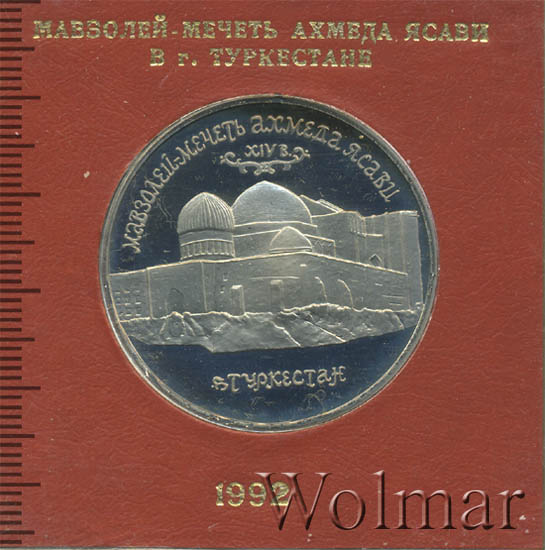 МАВЗОЛЕЙ-МЕЧЕТЬ АХМЕДА ЯСАВИ
В г. ТУРКЕСТАНЕ
МАВЗОЛЕЙ-МЕЧЕТЬ АХМЕДА ЯСАВИ
XIV В.
Г. ТУРКЕСТАН
1992
Wolmar